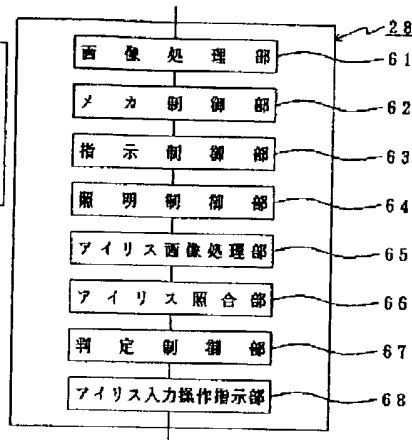 28
画像処理部 61
メカ制御部 62
指示制御部 63
照明制御部 64
アイリス画像処理部 65
アイリス照合部 66
判定制御部 67
アイリス入力操作指示部 68